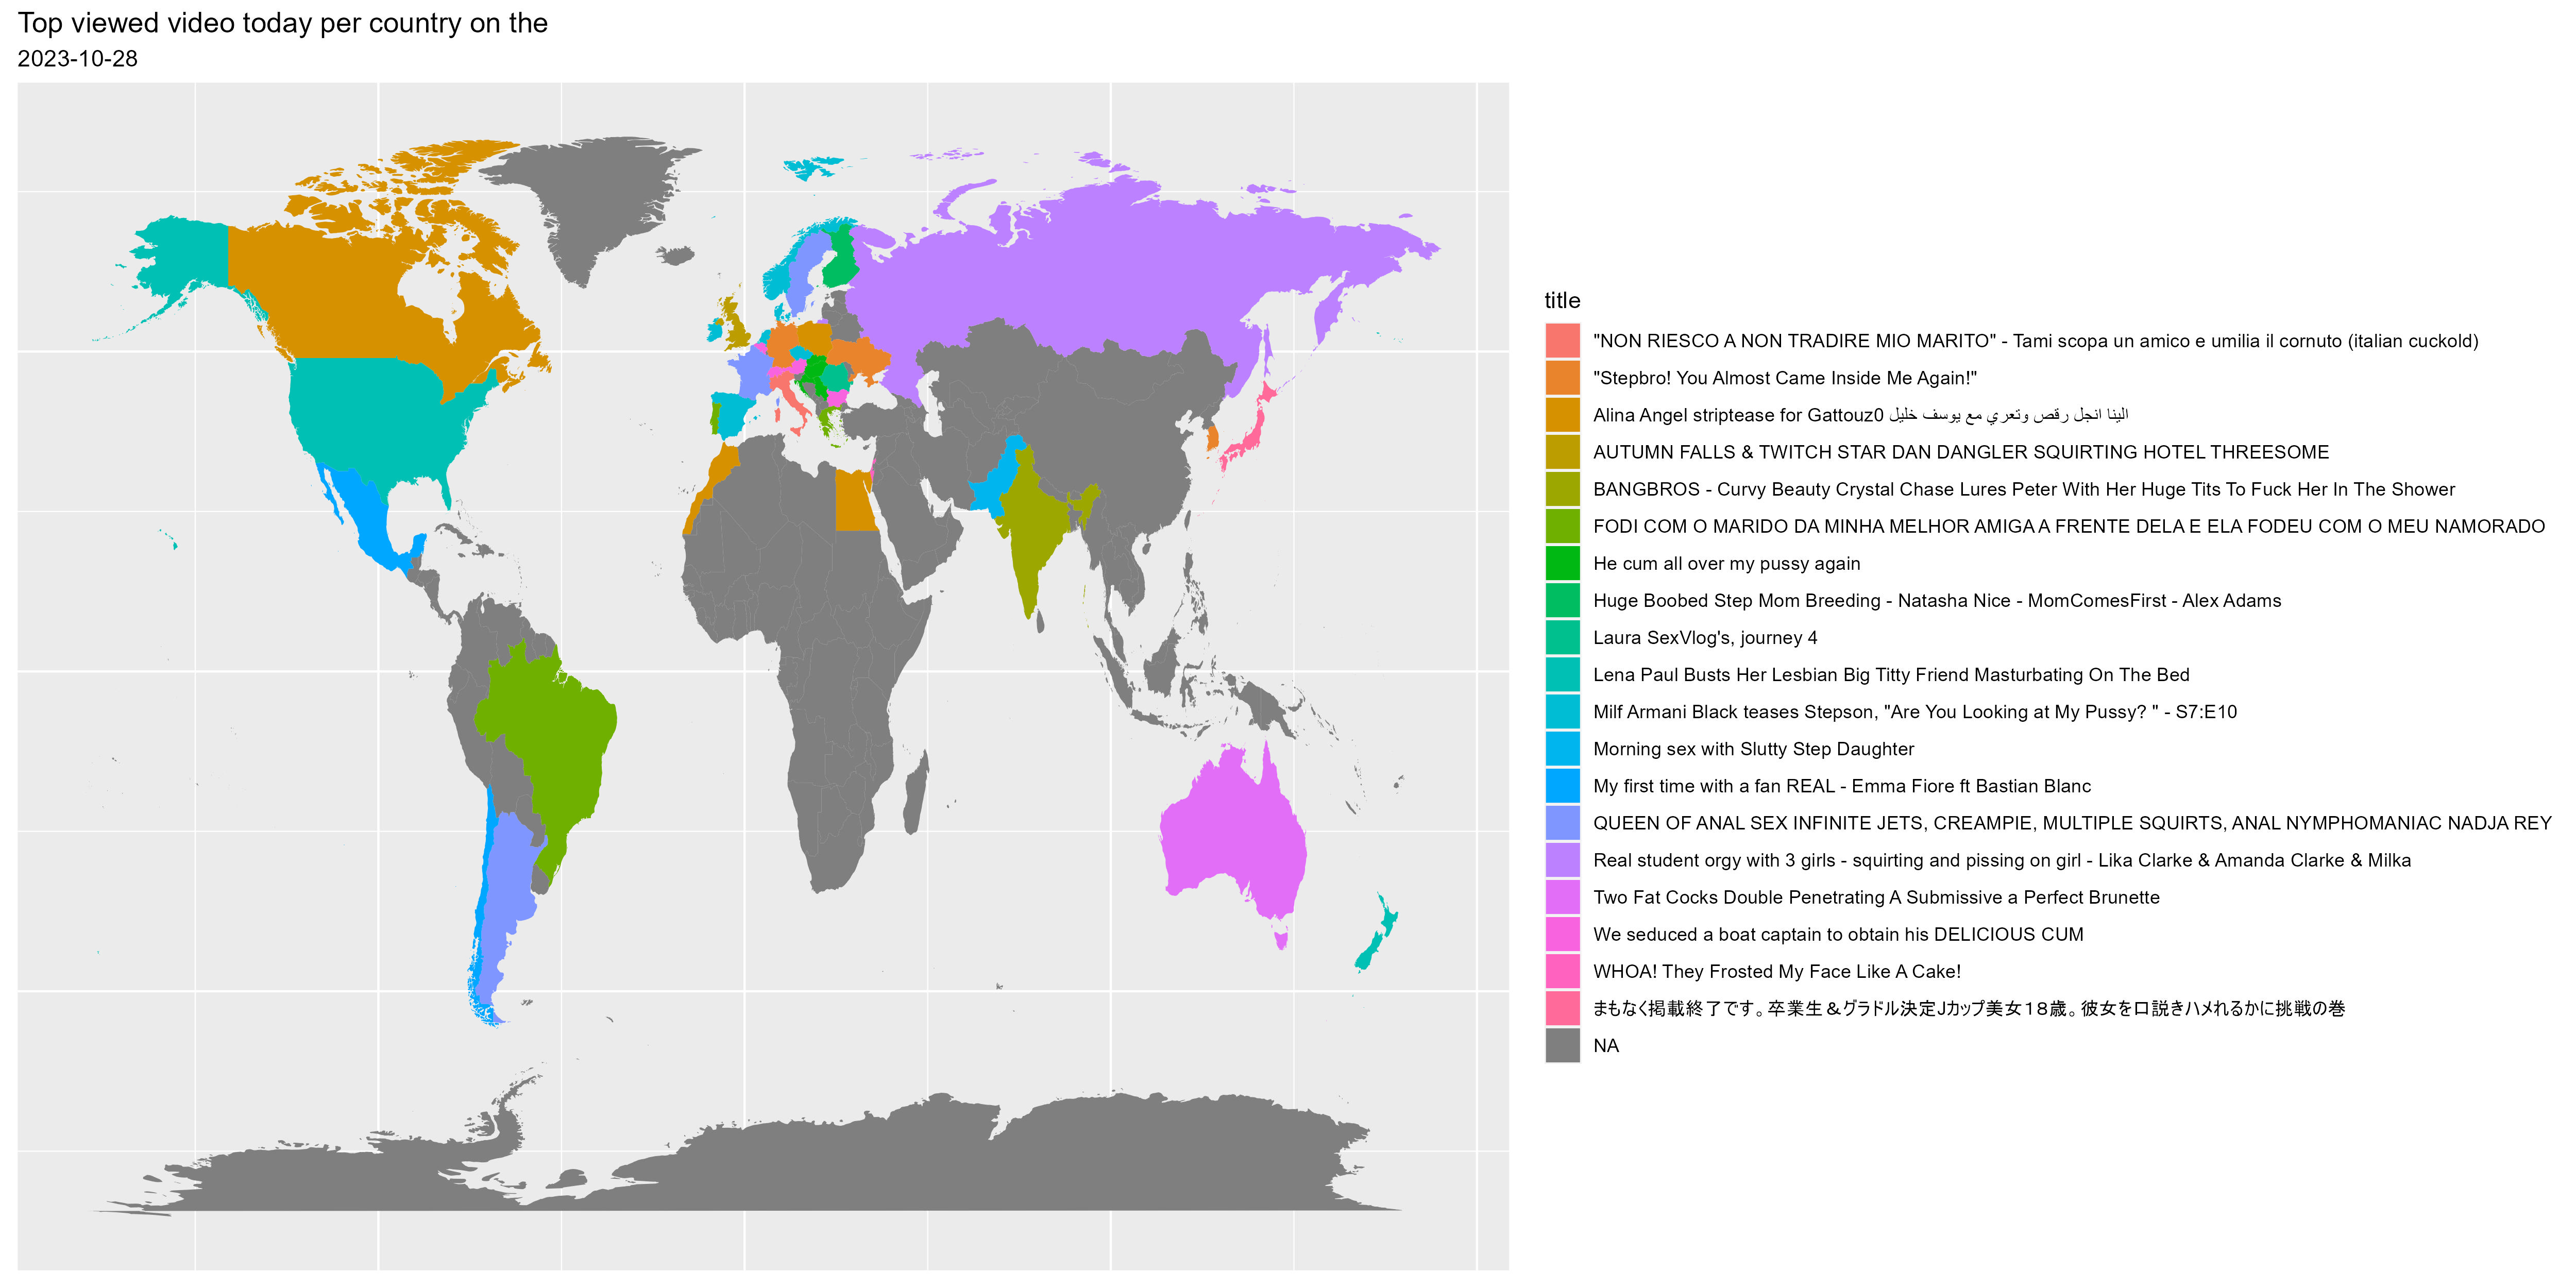 Top viewed video today per country on the
2023-10-28
title
"NON RIESCO A NON TRADIRE MIO MARITO" - Tami scopa un amico e umilia il cornuto (italian cuckold)
"Stepbro! You Almost Came Inside Me Again!"
Alina Angel striptease for Gattouz0 الينا انجل رقص وتعري مع يوسف خليل
AUTUMN FALLS & TWITCH STAR DAN DANGLER SQUIRTING HOTEL THREESOME
BANGBROS - Curvy Beauty Crystal Chase Lures Peter With Her Huge Tits To Fuck Her In The Shower
FODI COM O MARIDO DA MINHA MELHOR AMIGA A FRENTE DELA E ELA FODEU COM O MEU NAMORADO
He cum all over my pussy again
Huge Boobed Step Mom Breeding - Natasha Nice - MomComesFirst - Alex Adams
Laura SexVlog's, journey 4
Lena Paul Busts Her Lesbian Big Titty Friend Masturbating On The Bed
Milf Armani Black teases Stepson, "Are You Looking at My Pussy? " - S7:E10
Morning sex with Slutty Step Daughter
My first time with a fan REAL - Emma Fiore ft Bastian Blanc
QUEEN OF ANAL SEX INFINITE JETS, CREAMPIE, MULTIPLE SQUIRTS, ANAL NYMPHOMANIAC NADJA REY
Real student orgy with 3 girls - squirting and pissing on girl - Lika Clarke & Amanda Clarke & Milka
Two Fat Cocks Double Penetrating A Submissive a Perfect Brunette
We seduced a boat captain to obtain his DELICIOUS CUM
WHOA! They Frosted My Face Like A Cake!
まもなく掲載終了です。卒業生＆グラドル決定Jカップ美女１８歳。彼女を口説きハメれるかに挑戦の巻
NA